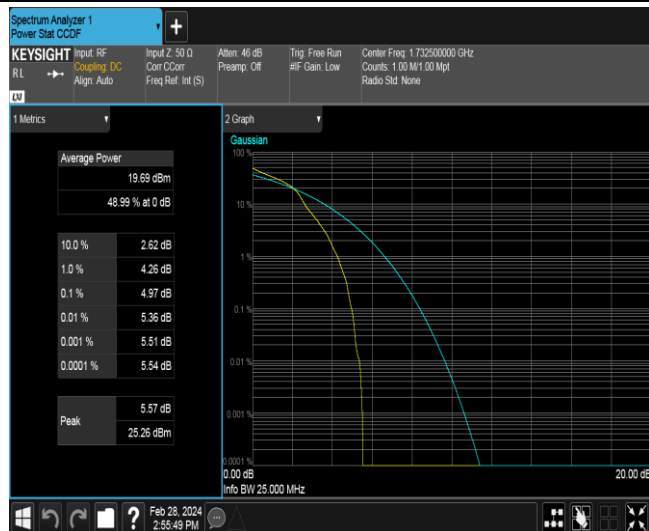 Spectrum Analyzer 1
Power Stat CCDF
+
KEYSIGHT
RL
Input: RF
Coupling: DC
Align: Auto
Input Z: 50 Ω
Corr CCorr
Freq Ref: Int (S)
Atten: 46 dB
Preamp: Off
Trig: Free Run
#IF Gain: Low
Center Freq: 1.732500000 GHz
Counts: 1.00 M/1.00 Mpt
Radio Std: None
1 Metrics
Average Power
19.69 dBm
48.99 % at 0 dB
10.0 % 2.62 dB
1.0 % 4.26 dB
0.1 % 4.97 dB
0.01 % 5.36 dB
0.001 % 5.51 dB
0.0001 % 5.54 dB
Peak
5.57 dB
25.26 dBm
2 Graph
Gaussian
100 %
10 %
1 %
0.1 %
0.01 %
0.001 %
0.0001 %
0.00 dB 20.00 dB
Info BW 25.000 MHz
?
Feb 28, 2024
2:55:49 PM